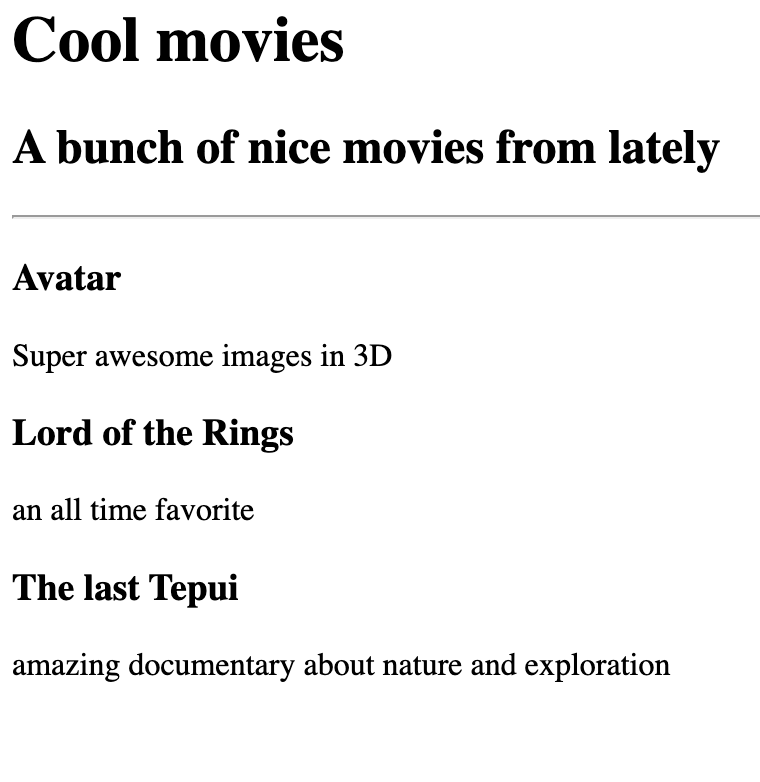 Cool movies
A bunch of nice movies from lately
Avatar
Super awesome images in 3D
Lord of the Rings
an all time favorite
The last Tepui
amazing documentary about nature and exploration